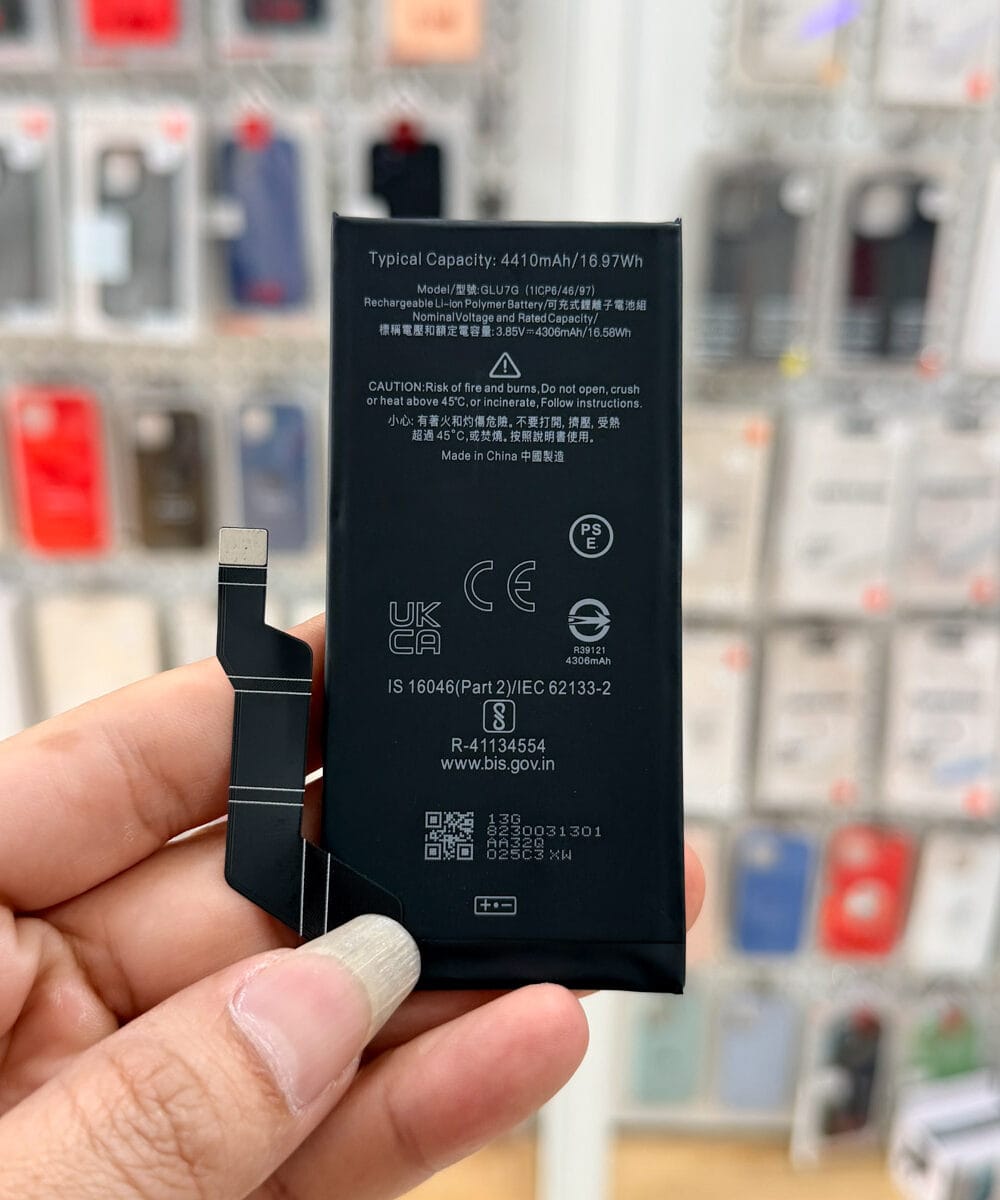 Typical Capacity: 4410mAh/16.97Wh
Model/型號:GLU7G (1ICP6/46/97)
Rechargeable Li-ion Polymer Battery/可充式鋰離子電池組
Nominal Voltage and Rated Capacity/
標稱電壓和額定電容量:3.85V⎓4306mAh/16.58Wh
CAUTION:Risk of fire and burns,Do not open, crush
or heat above 45℃, or incinerate, Follow instructions.
小心: 有著火和灼傷危險。不要打開, 擠壓, 受熱
超過 45˚C,或焚燒。按照說明書使用。
Made in China 中國製造
PS
E
CE
UK
CA
R39121
4306mAh
IS 16046(Part 2)/IEC 62133-2
R-41134554
www.bis.gov.in
13G
8230031301
AA32Q
025C3 XW